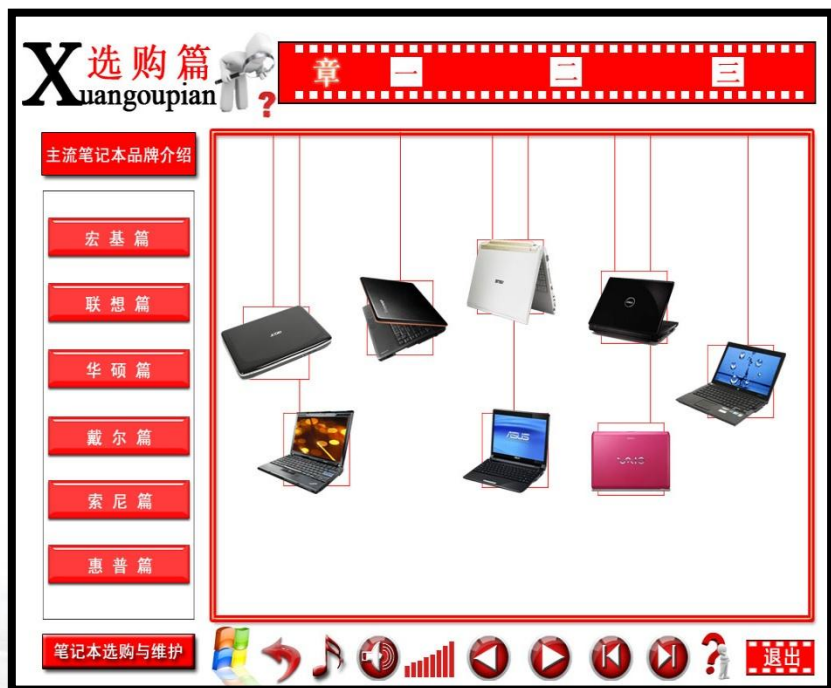 选购篇
Xuangoupian
章 一 二 三
主流笔记本品牌介绍
宏基篇
联想篇
华硕篇
戴尔篇
索尼篇
惠普篇
笔记本选购与维护
ASUS
退出